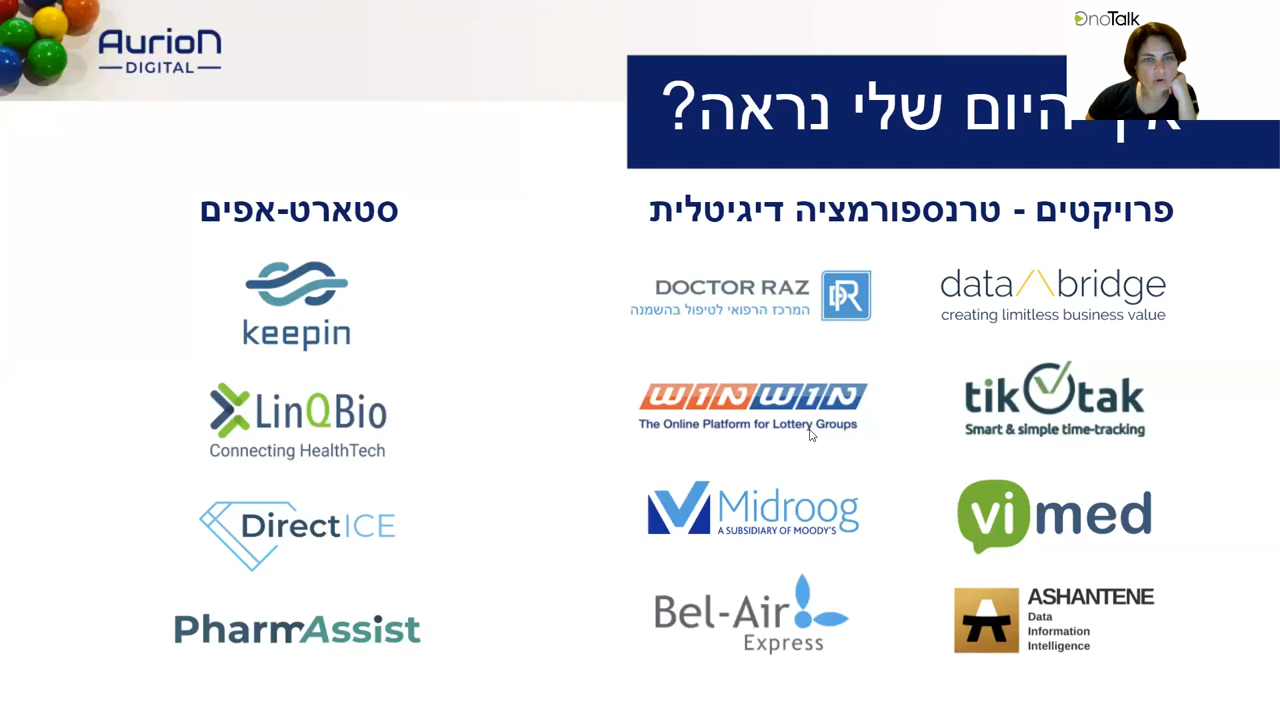 AurioN
DIGITAL
OnoTalk
היום שלי נראה?
פרויקטים - טרנספורמציה דיגיטלית
סטארט-אפים
data bridge
creating limitless business value
DOCTOR RAZ
DR
המרכז הרפואי לטיפול בהשמנה
keepin
tiktak
Smart & simple time-tracking
WINWIN
The Online Platform for Lottery Groups
LinQBio
Connecting HealthTech
vimed
Midroog
A SUBSIDIARY OF MOODY'S
DirectICE
ASHANTENE
Data
Information
Intelligence
Bel-Air
Express
PharmAssist